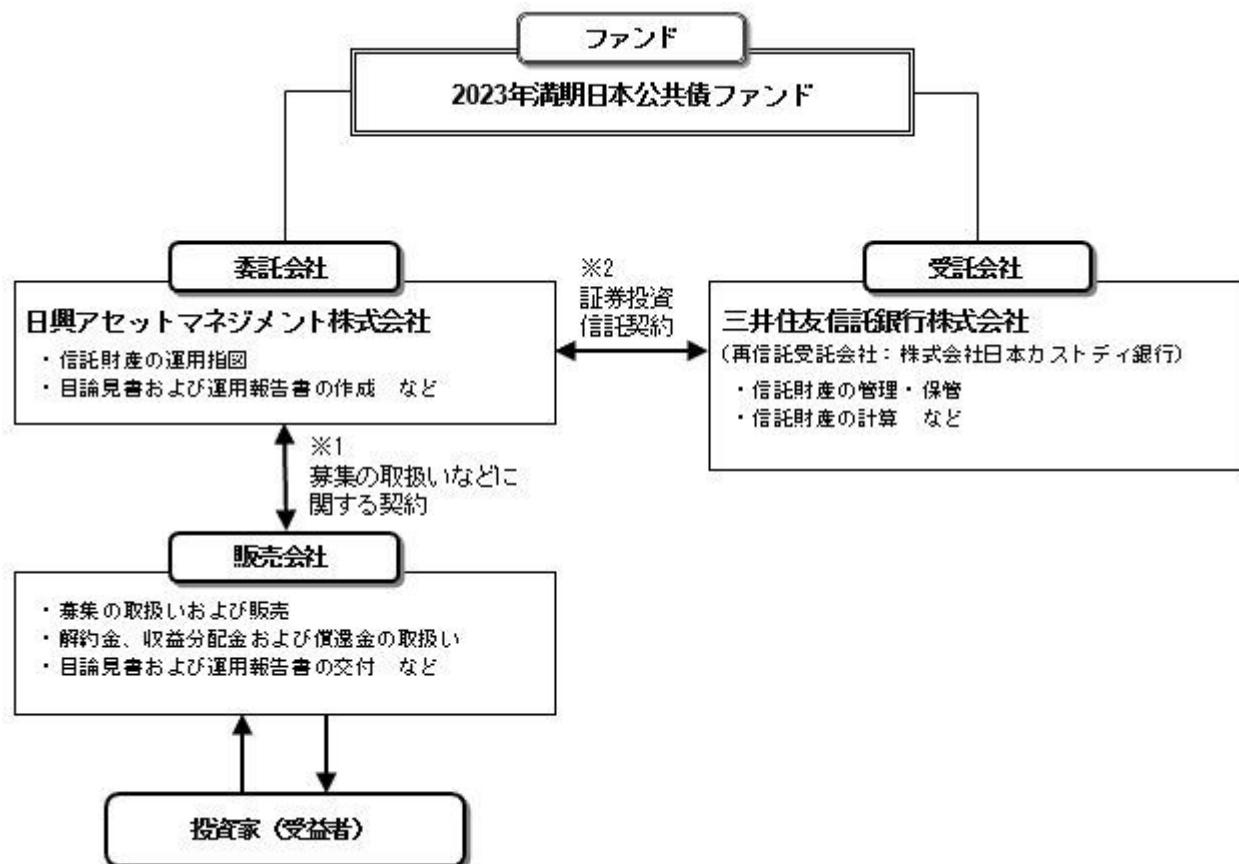 ファンド
2023年満期日本公共債ファンド
委託会社
日興アセットマネジメント株式会社
・信託財産の運用指図
・目論見書および運用報告書の作成　など
※2
証券投資
信託契約
受託会社
三井住友信託銀行株式会社
(再信託受託会社：株式会社日本カストディ銀行)
・信託財産の管理・保管
・信託財産の計算　など
※1
募集の取扱いなどに
関する契約
販売会社
・募集の取扱いおよび販売
・解約金、収益分配金および償還金の取扱い
・目論見書および運用報告書の交付　など
投資家（受益者）